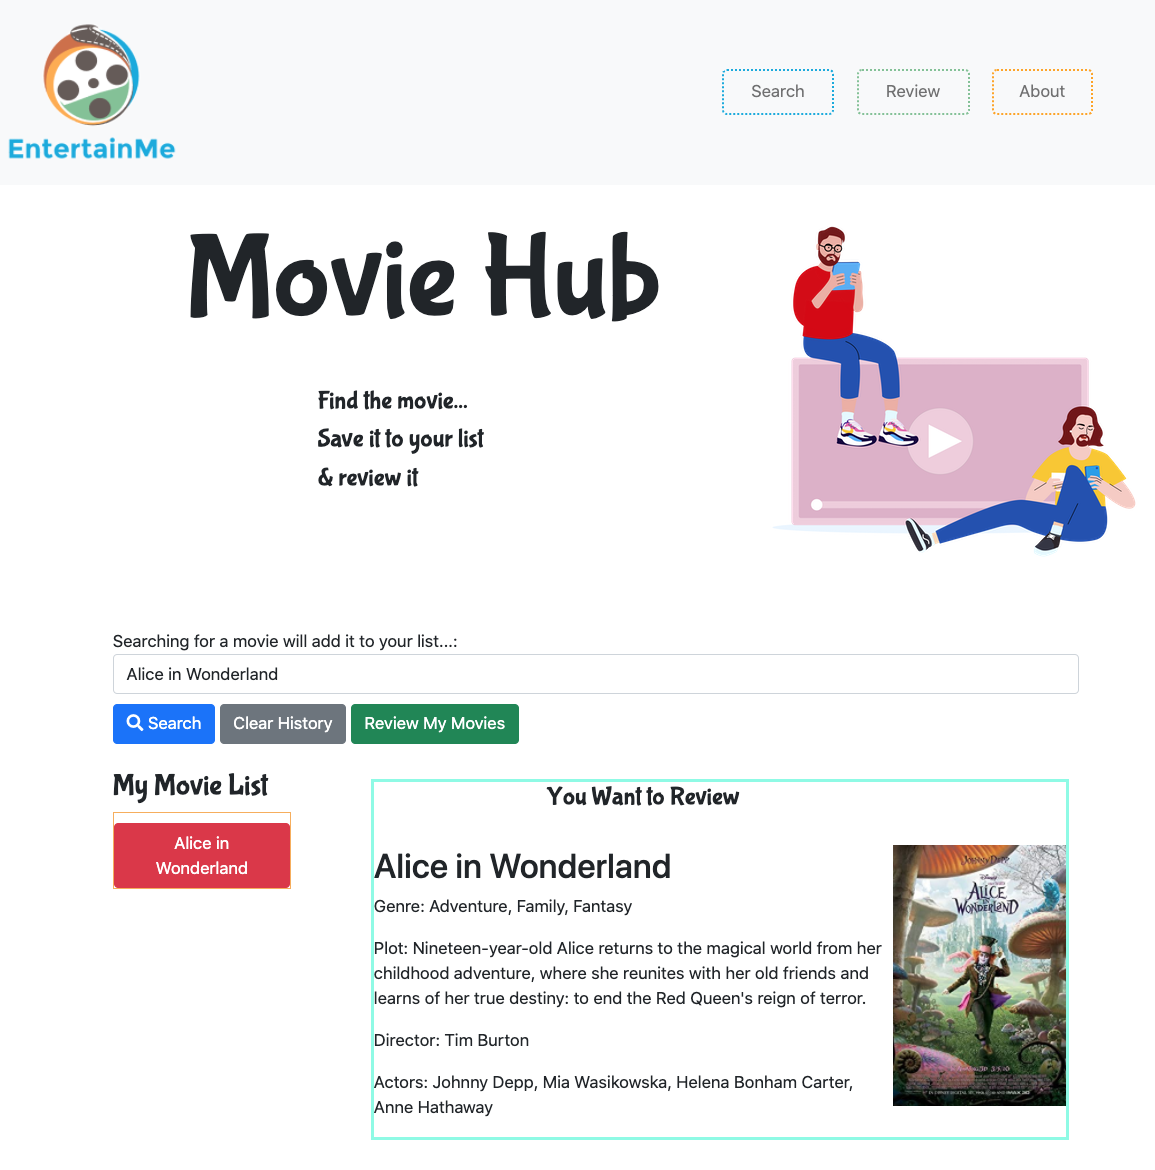 EntertainMe
Search
Review
About
Movie Hub
Find the movie...
Save it to your list
& review it
Searching for a movie will add it to your list...:
Alice in Wonderland
Search
Clear History
Review My Movies
My Movie List
Alice in
Wonderland
You Want to Review
Alice in Wonderland
Genre: Adventure, Family, Fantasy
Plot: Nineteen-year-old Alice returns to the magical world from her
childhood adventure, where she reunites with her old friends and
learns of her true destiny: to end the Red Queen's reign of terror.
Director: Tim Burton
Actors: Johnny Depp, Mia Wasikowska, Helena Bonham Carter,
Anne Hathaway
JOHNNY DEPP
DISNEY
ALICE
IN
WONDERLAND